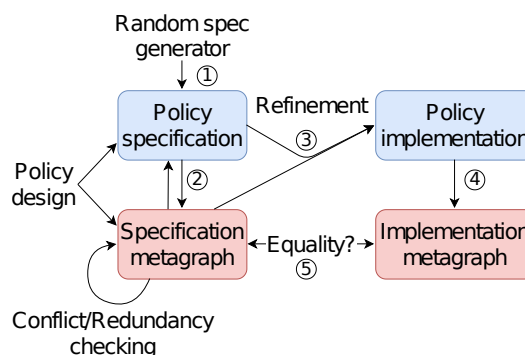 Random spec
generator
①
Policy
specification
Refinement
③
Policy
implementation
Policy
design
②
④
Specification
metagraph
Equality?
⑤
Implementation
metagraph
Conflict/Redundancy
checking